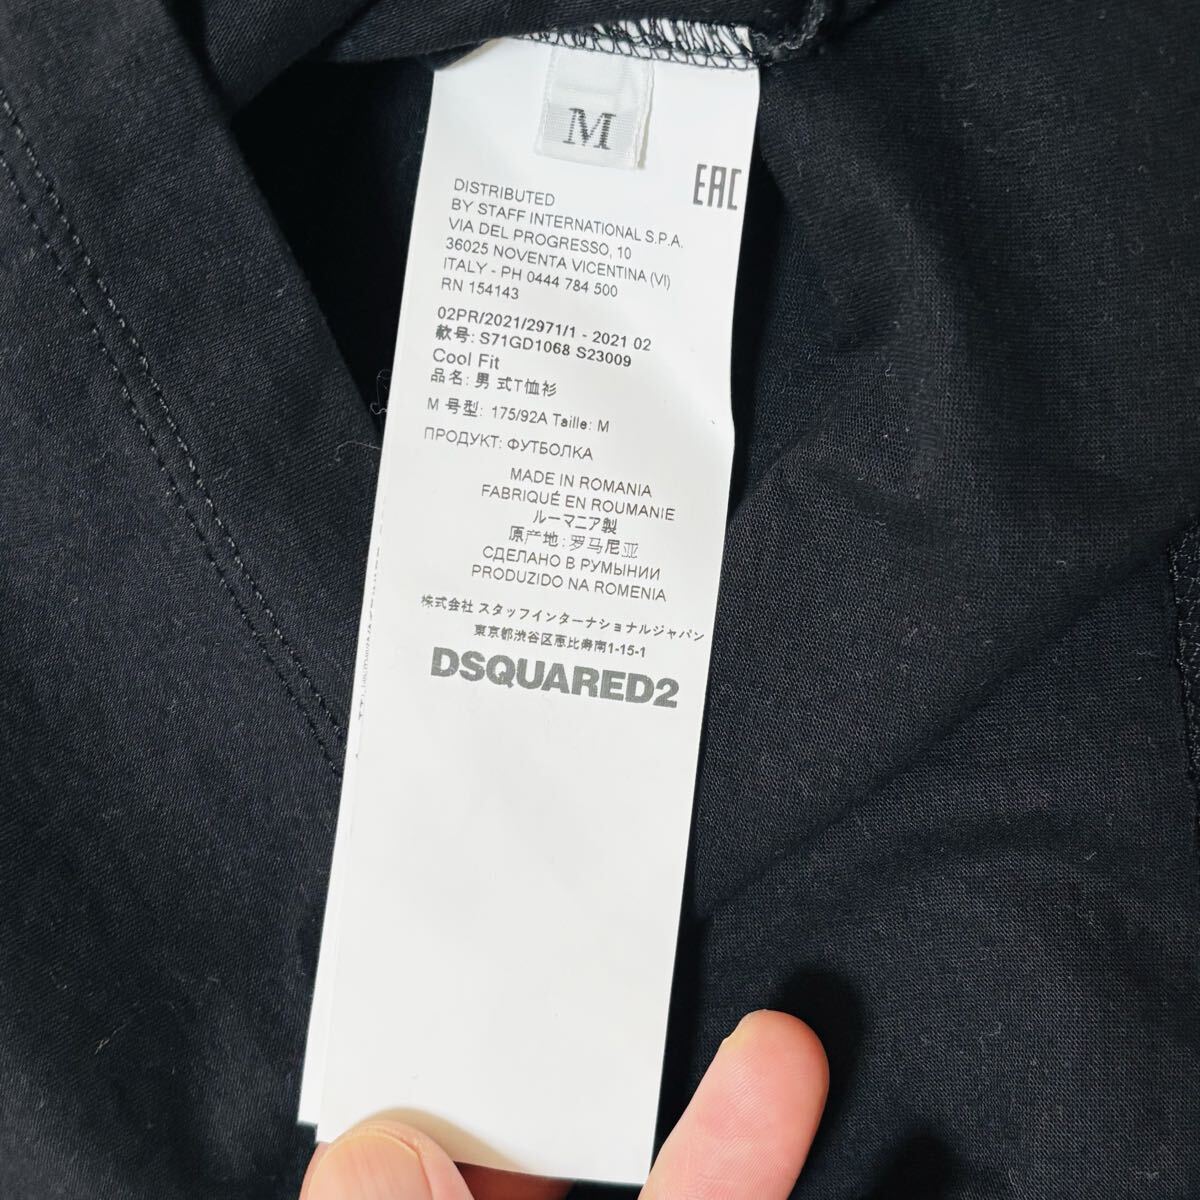 M
EAC
DISTRIBUTED
BY STAFF INTERNATIONAL S.P.A.
VIA DEL PROGRESSO, 10
36025 NOVENTA VICENTINA (VI)
ITALY - PH 0444 784 500
RN 154143
02PR/2021/2971/1 - 2021 02
款号: S71GD1068 S23009
Cool Fit
品名: 男 式T恤衫
M 号型: 175/92A Taille: M
ПРОДУКТ: ФУТБОЛКА
MADE IN ROMANIA
FABRIQUÉ EN ROUMANIE
ルーマニア製
原产地: 罗马尼亚
СДЕЛАНО В РУМЫНИИ
PRODUZIDO NA ROMENIA
株式会社 スタッフインターナショナルジャパン
東京都渋谷区恵比寿南1-15-1
DSQUARED2